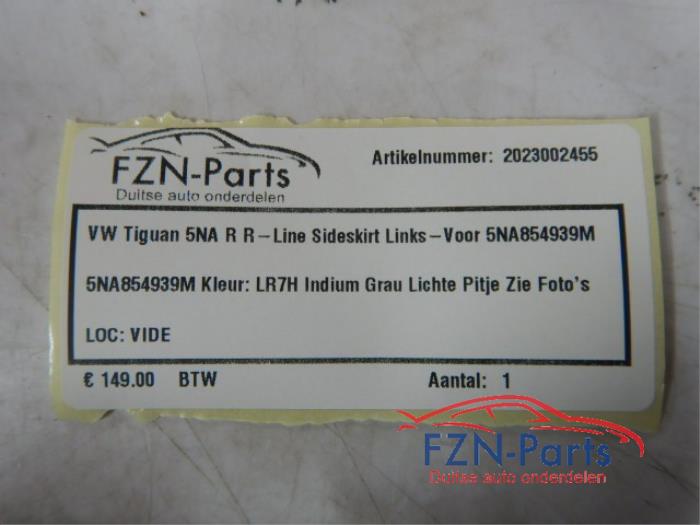 FZN-Parts
Duitse auto onderdelen
Artikelnummer: 2023002455
VW Tiguan 5NA R R-Line Sideskirt Links-Voor 5NA854939M
5NA854939M Kleur: LR7H Indium Grau Lichte Pitje Zie Foto's
LOC: VIDE
€ 149.00 BTW
Aantal: 1
FZN-Parts
Duitse auto onderdelen